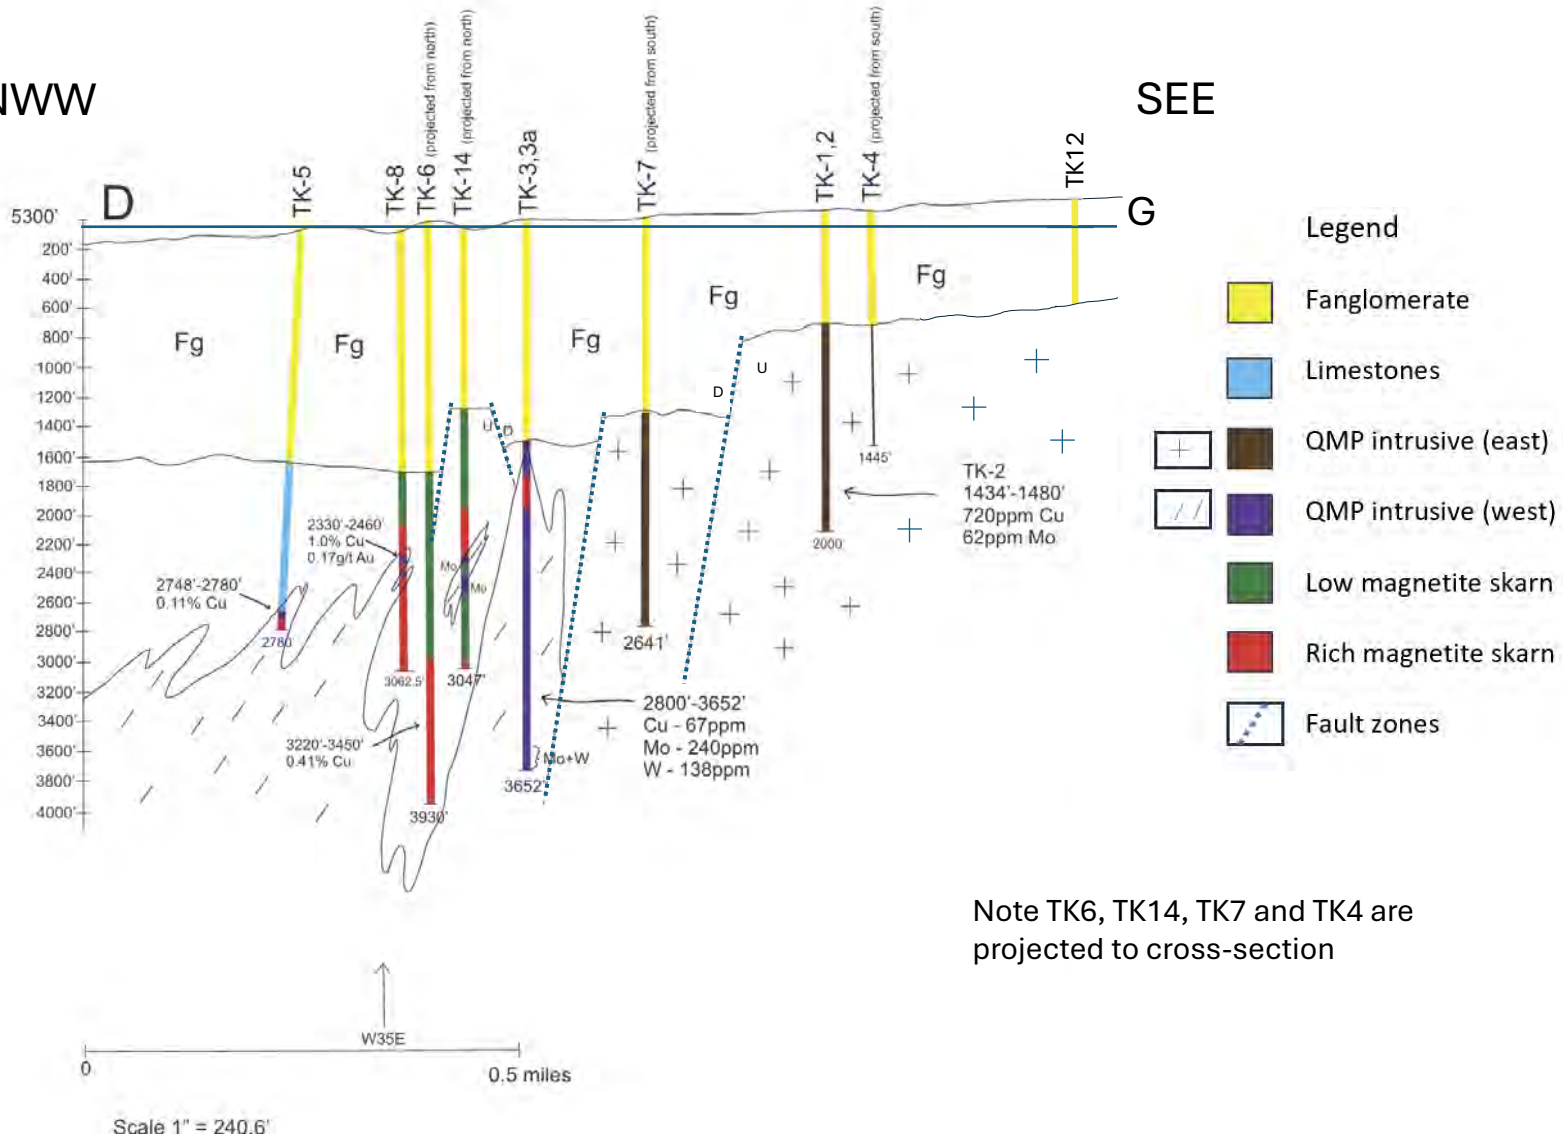 NWW
SEE
D
G
TK-5
TK-8
TK-6 (projected from north)
TK-14 (projected from north)
TK-3,3a
TK-7 (projected from south)
TK-1,2
TK-4 (projected from south)
TK12
5300'
200'
400'
600'
800'
1000'
1200'
1400'
1600'
1800'
2000'
2200'
2400'
2600'
2800'
3000'
3200'
3400'
3600'
3800'
4000'
Fg
Fg
Fg
Fg
Fg
U
D
U
D
2330'-2460'
1.0% Cu
0.17g/t Au
2748'-2780'
0.11% Cu
2780'
3062.5'
3220'-3450'
0.41% Cu
3930'
Mo
Mo
3047'
Mo+W
3652'
2800'-3652'
Cu - 67ppm
Mo - 240ppm
W - 138ppm
2641'
2000
1445'
TK-2
1434'-1480'
720ppm Cu
62ppm Mo
Legend
Fanglomerate
Limestones
QMP intrusive (east)
QMP intrusive (west)
Low magnetite skarn
Rich magnetite skarn
Fault zones
Note TK6, TK14, TK7 and TK4 are
projected to cross-section
W35E
0
0.5 miles
Scale 1" = 240.6'